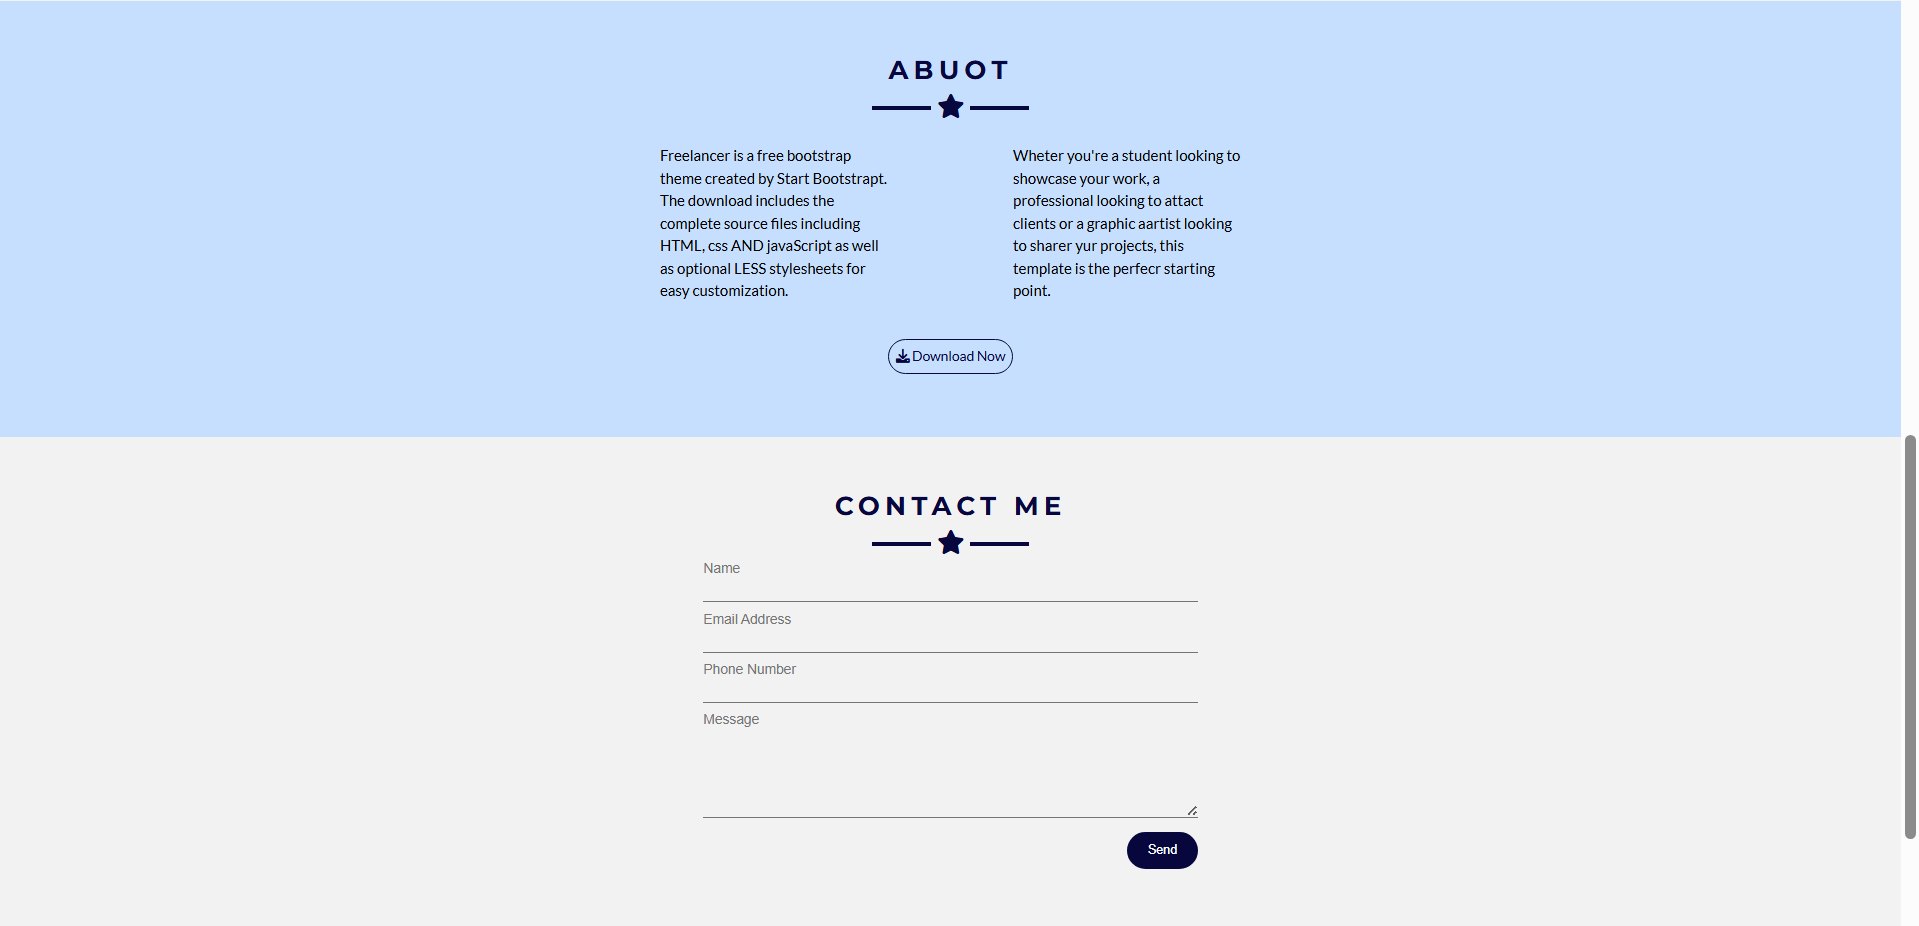 ABUOT
Freelancer is a free bootstrap
theme created by Start Bootstrapt.
The download includes the
complete source files including
HTML, css AND javaScript as well
as optional LESS stylesheets for
easy customization.
Wheter you're a student looking to
showcase your work, a
professional looking to attact
clients or a graphic aartist looking
to sharer yur projects, this
template is the perfecr starting
point.
Download Now
CONTACT ME
Name
Email Address
Phone Number
Message
Send